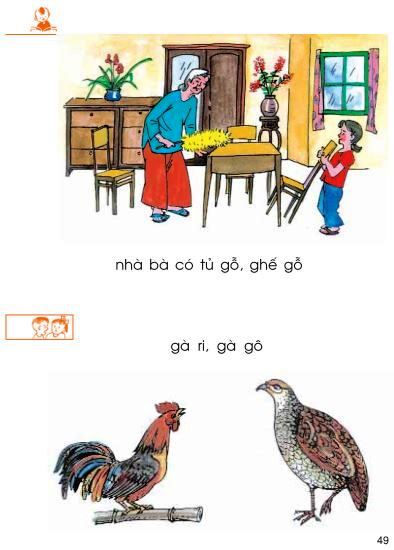 nhà bà có tủ gỗ, ghế gỗ
gà ri, gà gô
49